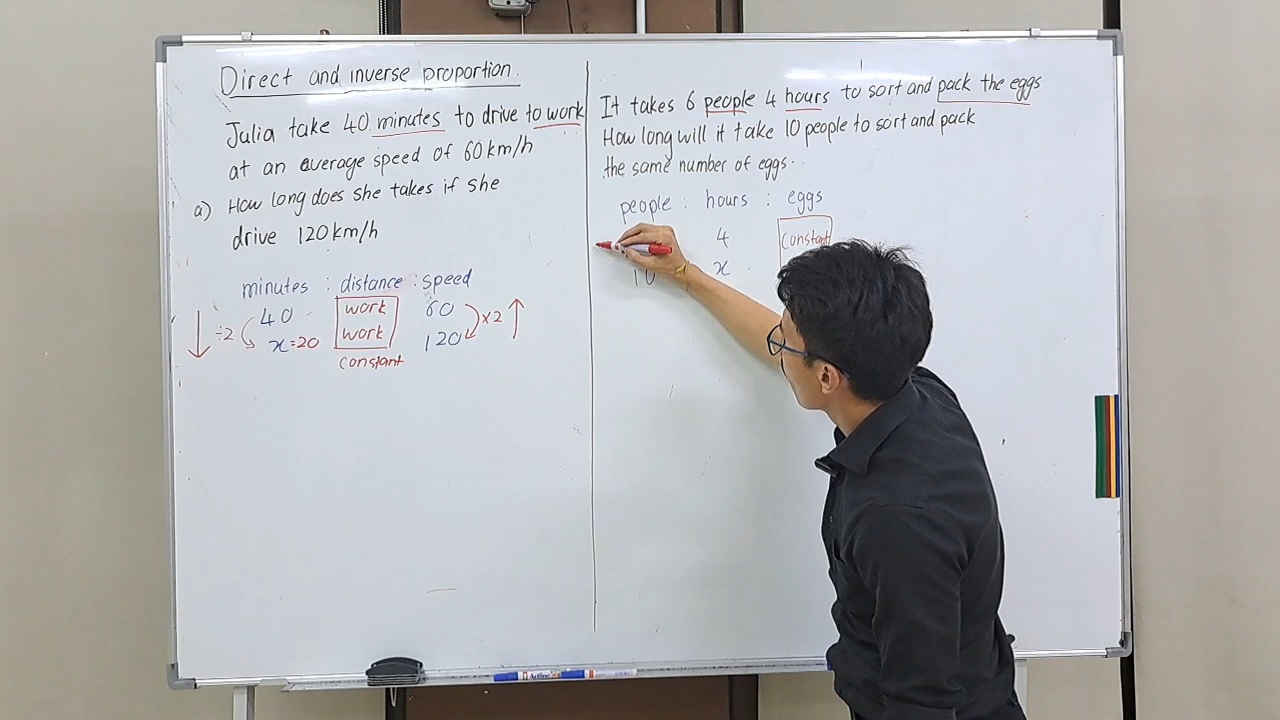 Direct and inverse proportion.
Julia take 40 minutes to drive to work
at an average speed of 60 km/h
a) How long does she takes if she
drive 120 km/h
minutes : distance : speed
40 work 60
÷2 ×2
x=20 work 120
constant
It takes 6 people 4 hours to sort and pack the eggs
How long will it take 10 people to sort and pack
the same number of eggs.
people : hours : eggs
4 constant
10 x
Artline